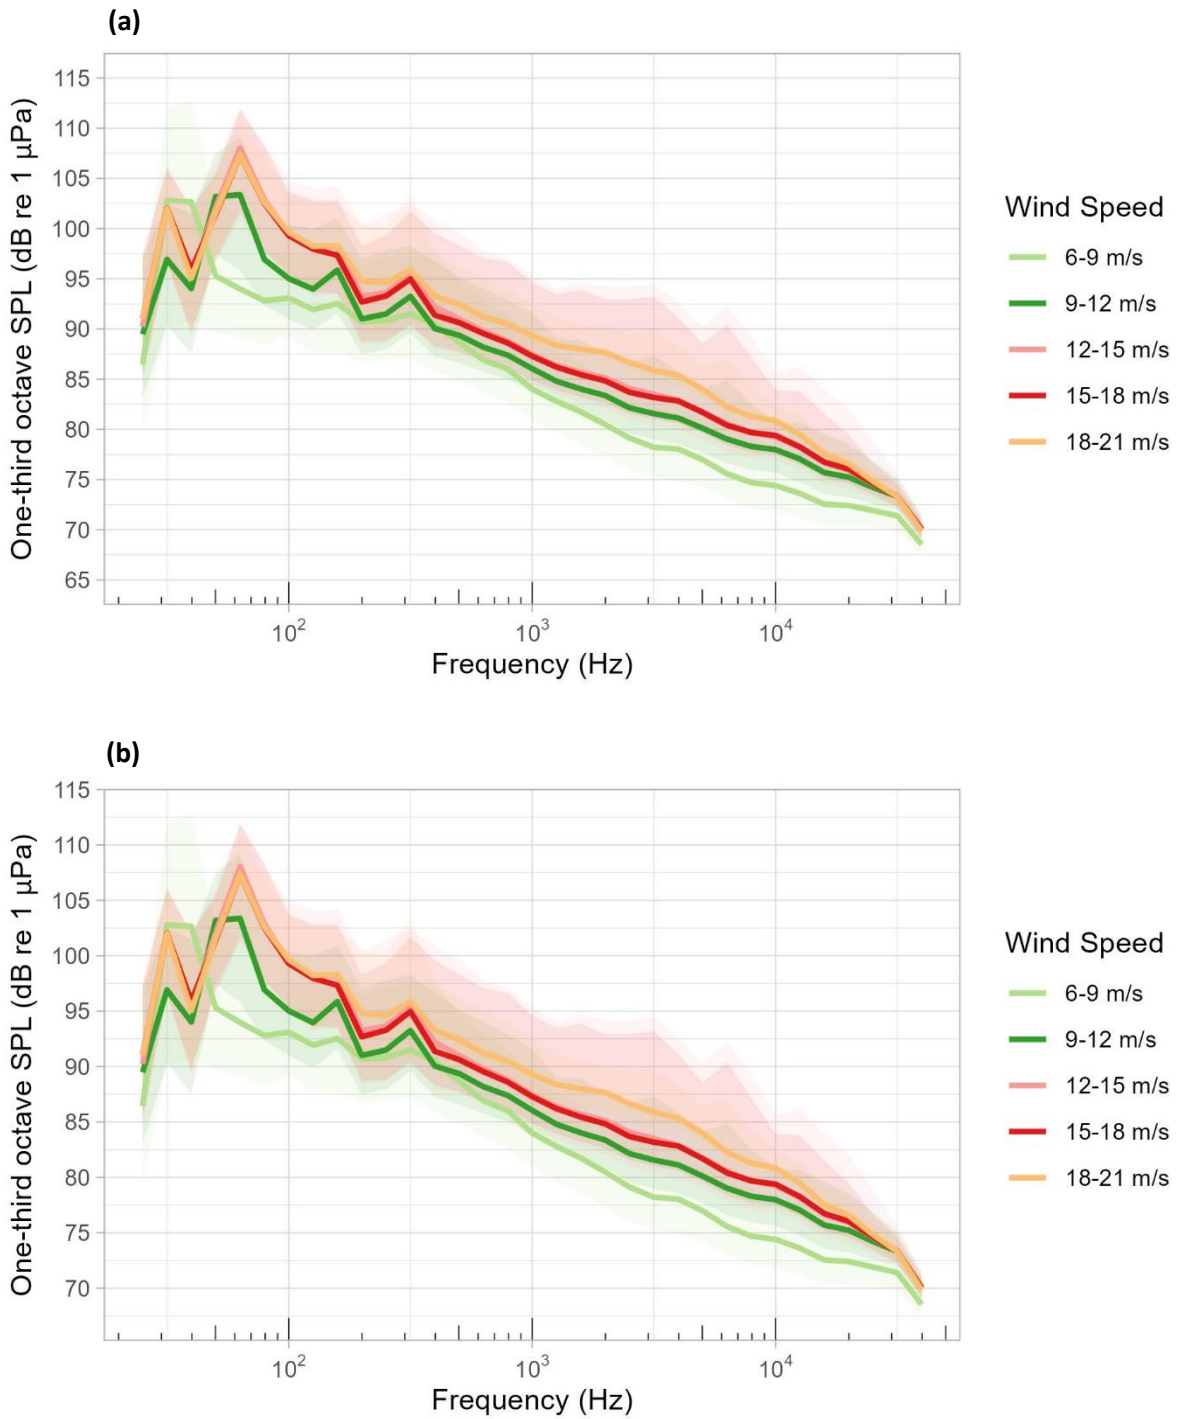 (a)
One-third octave SPL (dB re 1 µPa)
115
110
105
100
95
90
85
80
75
70
65
10²
10³
10⁴
Frequency (Hz)
Wind Speed
6-9 m/s
9-12 m/s
12-15 m/s
15-18 m/s
18-21 m/s
(b)
One-third octave SPL (dB re 1 µPa)
115
110
105
100
95
90
85
80
75
70
10²
10³
10⁴
Frequency (Hz)
Wind Speed
6-9 m/s
9-12 m/s
12-15 m/s
15-18 m/s
18-21 m/s